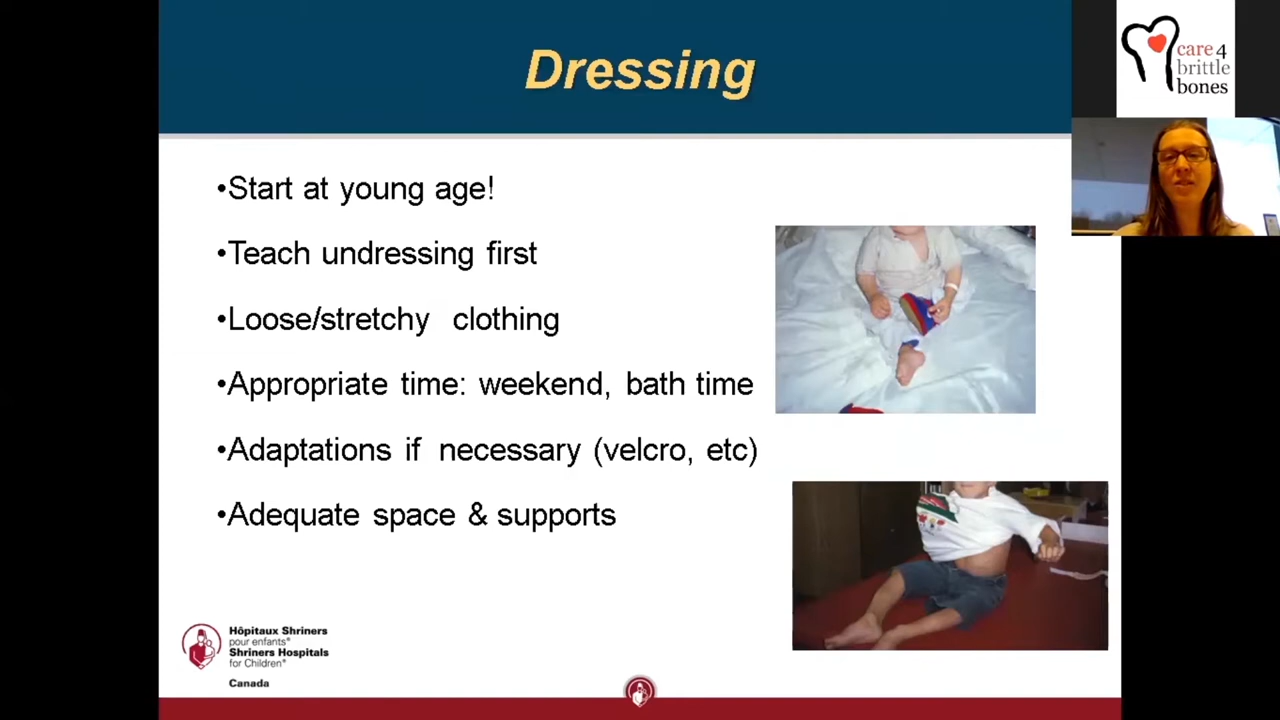 Dressing
care 4
brittle
bones
•Start at young age!
•Teach undressing first
•Loose/stretchy clothing
•Appropriate time: weekend, bath time
•Adaptations if necessary (velcro, etc)
•Adequate space & supports
Hôpitaux Shriners
pour enfants®
Shriners Hospitals
for Children®
Canada